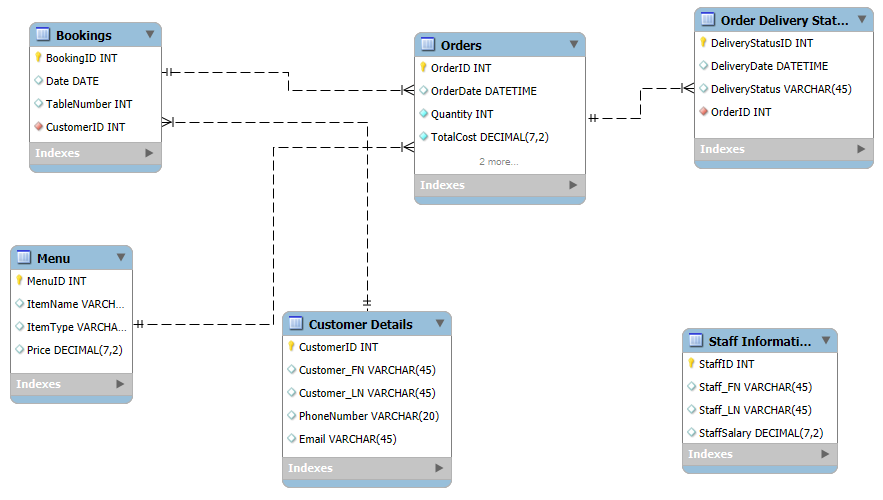 Bookings
BookingID INT
Date DATE
TableNumber INT
CustomerID INT
Indexes
Orders
OrderID INT
OrderDate DATETIME
Quantity INT
TotalCost DECIMAL(7,2)
2 more...
Indexes
Order Delivery Stat...
DeliveryStatusID INT
DeliveryDate DATETIME
DeliveryStatus VARCHAR(45)
OrderID INT
Indexes
Menu
MenuID INT
ItemName VARCH...
ItemType VARCHA...
Price DECIMAL(7,2)
Indexes
Customer Details
CustomerID INT
Customer_FN VARCHAR(45)
Customer_LN VARCHAR(45)
PhoneNumber VARCHAR(20)
Email VARCHAR(45)
Indexes
Staff Informati...
StaffID INT
Staff_FN VARCHAR(45)
Staff_LN VARCHAR(45)
StaffSalary DECIMAL(7,2)
Indexes